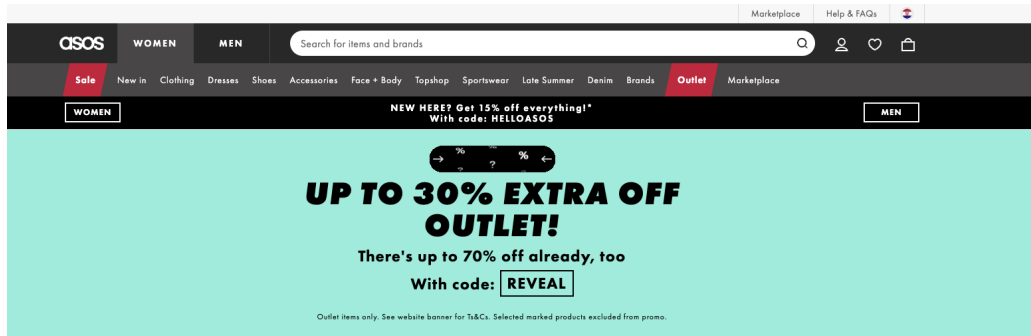 Marketplace Help & FAQs
asos WOMEN MEN Search for items and brands
Sale New in Clothing Dresses Shoes Accessories Face + Body Topshop Sportswear Late Summer Denim Brands Outlet Marketplace
WOMEN
NEW HERE? Get 15% off everything!*
With code: HELLOASOS
MEN
→ % % % ←
? ? ?
UP TO 30% EXTRA OFF
OUTLET!
There's up to 70% off already, too
With code: REVEAL
Outlet items only. See website banner for Ts&Cs. Selected marked products excluded from promo.